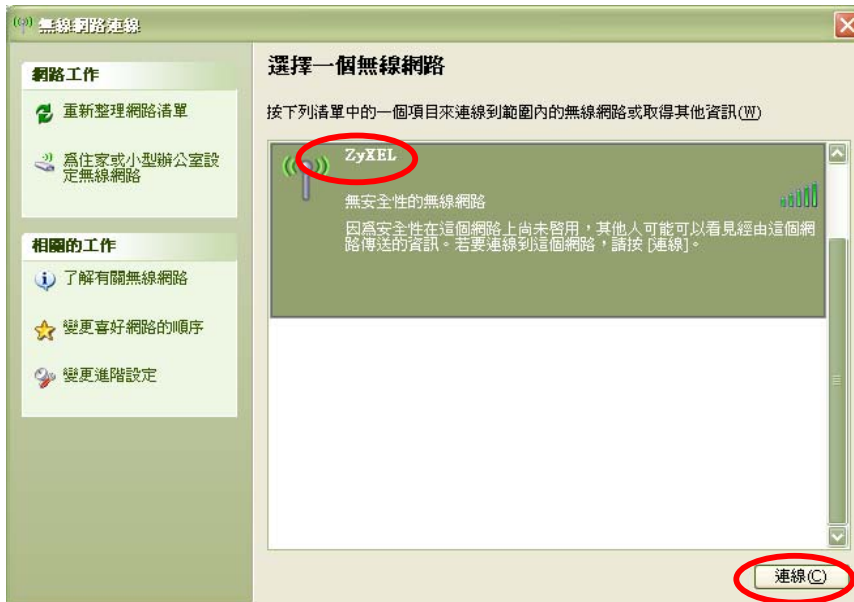 無線網路連線
網路工作
重新整理網路清單
為住家或小型辦公室設
定無線網路
相關的工作
了解有關無線網路
變更喜好網路的順序
變更進階設定
選擇一個無線網路
按下列清單中的一個項目來連線到範圍內的無線網路或取得其他資訊(W)
ZyXEL
無安全性的無線網路
因為安全性在這個網路上尚未啓用，其他人可能可以看見經由這個網
路傳送的資訊。若要連線到這個網路，請按 [連線]。
連線(C)